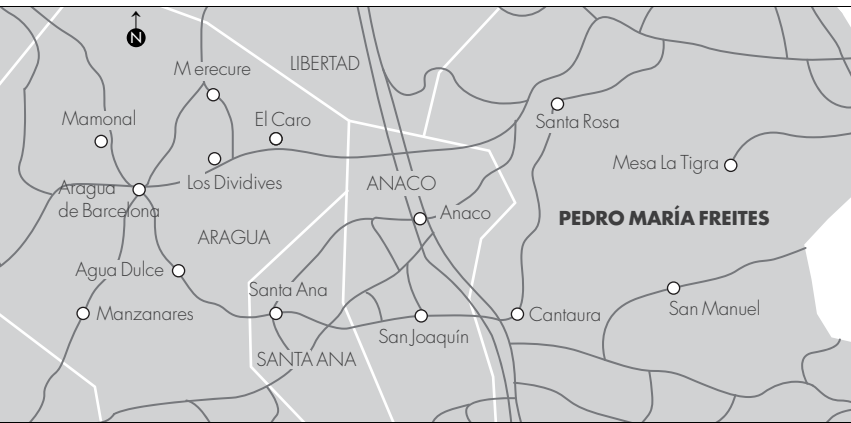 N
LIBERTAD
Merecure
Mamonal
El Caro
Santa Rosa
Mesa La Tigra
Los Dividives
ANACO
Aragua
de Barcelona
Anaco
PEDRO MARÍA FREITES
ARAGUA
Agua Dulce
Santa Ana
San Manuel
Manzanares
Cantaura
San Joaquín
SANTA ANA